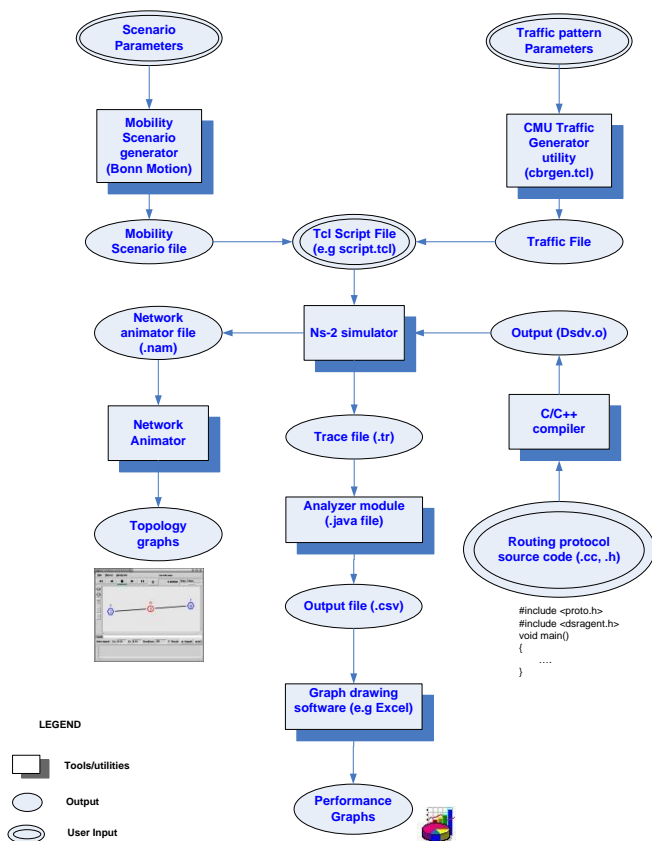 Scenario
Parameters
Traffic pattern
Parameters
Mobility
Scenario
generator
(Bonn Motion)
CMU Traffic
Generator
utility
(cbrgen.tcl)
Mobility
Scenario file
Tcl Script File
(e.g script.tcl)
Traffic File
Network
animator file
(.nam)
Ns-2 simulator
Output (Dsdv.o)
Network
Animator
C/C++
compiler
Trace file (.tr)
Topology
graphs
Analyzer module
(.java file)
Routing protocol
source code (.cc, .h)
Output file (.csv)
#include <proto.h>
#include <dsragent.h>
void main()
{
....
}
Graph drawing
software (e.g Excel)
LEGEND
Tools/utilities
Output
User Input
Performance
Graphs